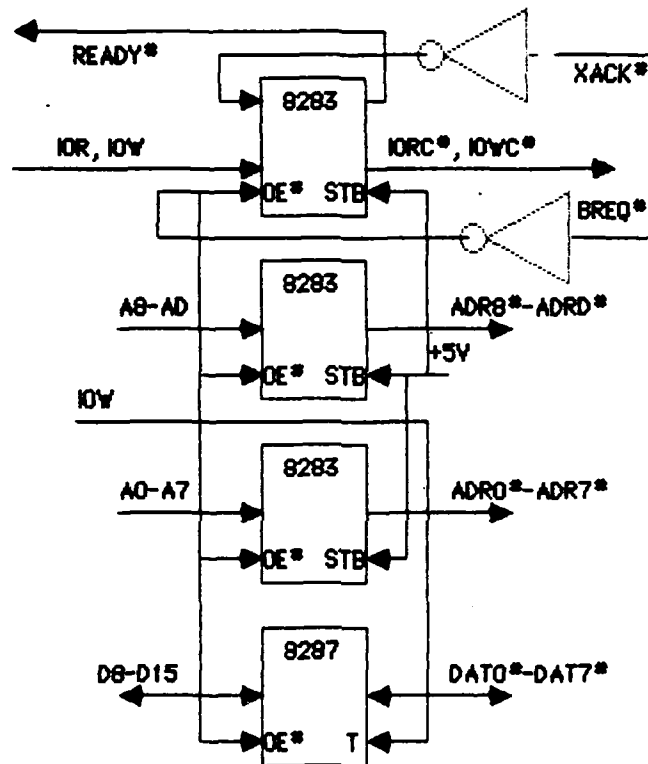 READY*
XACK*
8283
IOR, IOW
IORC*, IOWC*
OE* STB
BREQ*
8283
A8-AD
ADR8*-ADRD*
+5V
OE* STB
IOW
8283
A0-A7
ADR0*-ADR7*
OE* STB
8287
D8-D15
DAT0*-DAT7*
OE* T